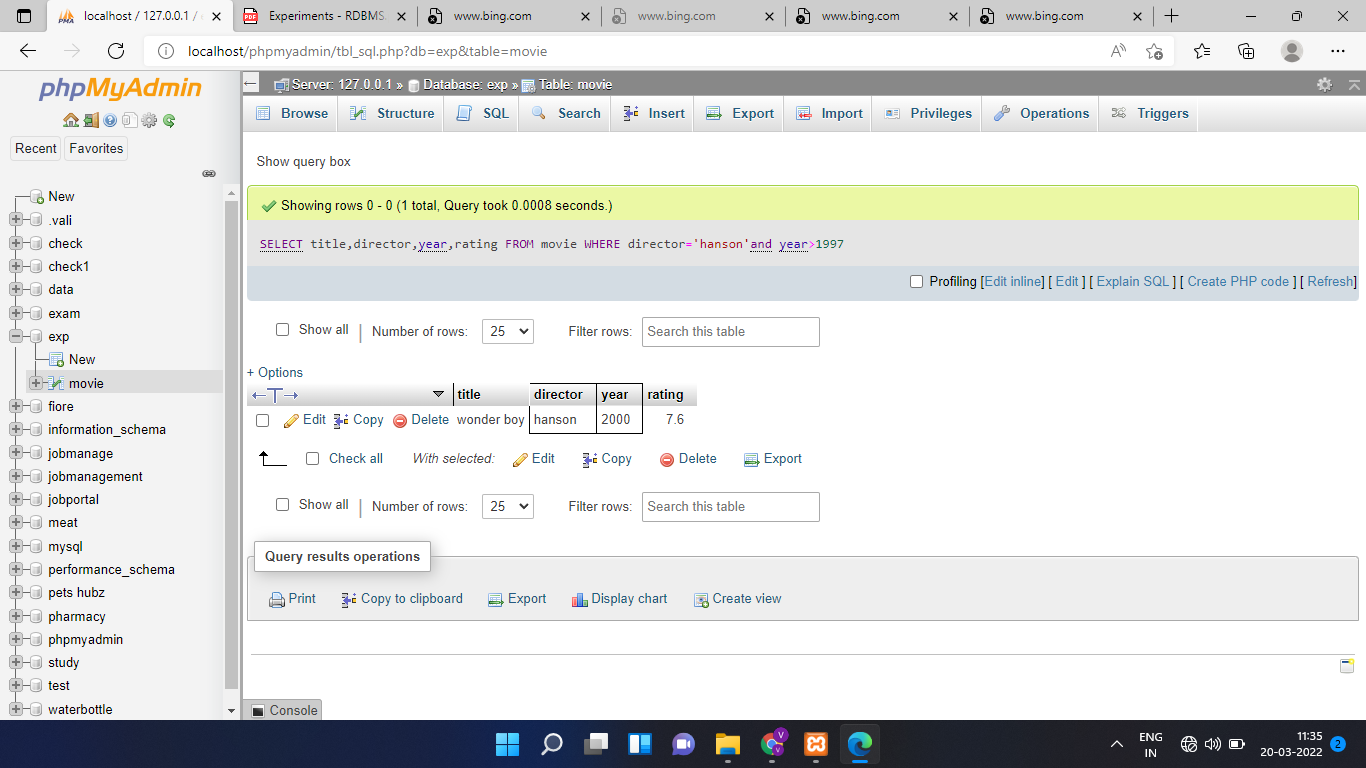 localhost / 127.0.0.1 /
Experiments - RDBMS
www.bing.com
www.bing.com
www.bing.com
www.bing.com
localhost/phpmyadmin/tbl_sql.php?db=exp&table=movie
phpMyAdmin
Recent Favorites
New
.vali
check
check1
data
exam
exp
New
movie
fiore
information_schema
jobmanage
jobmanagement
jobportal
meat
mysql
performance_schema
pets hubz
pharmacy
phpmyadmin
study
test
waterbottle
Server: 127.0.0.1 » Database: exp » Table: movie
Browse Structure SQL Search Insert Export Import Privileges Operations Triggers
Show query box
Showing rows 0 - 0 (1 total, Query took 0.0008 seconds.)
SELECT title,director,year,rating FROM movie WHERE director='hanson'and year>1997
Profiling [Edit inline] [ Edit ] [ Explain SQL ] [ Create PHP code ] [ Refresh]
Show all | Number of rows: 25 Filter rows: Search this table
+ Options
title director year rating
Edit Copy Delete wonder boy hanson 2000 7.6
Check all With selected: Edit Copy Delete Export
Show all | Number of rows: 25 Filter rows: Search this table
Query results operations
Print Copy to clipboard Export Display chart Create view
Console
ENG
IN
11:35
20-03-2022
2